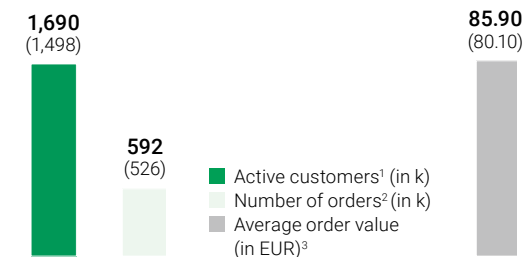 1,690
(1,498)
85.90
(80.10)
592
(526)
Active customers¹ (in k)
Number of orders² (in k)
Average order value
(in EUR)³